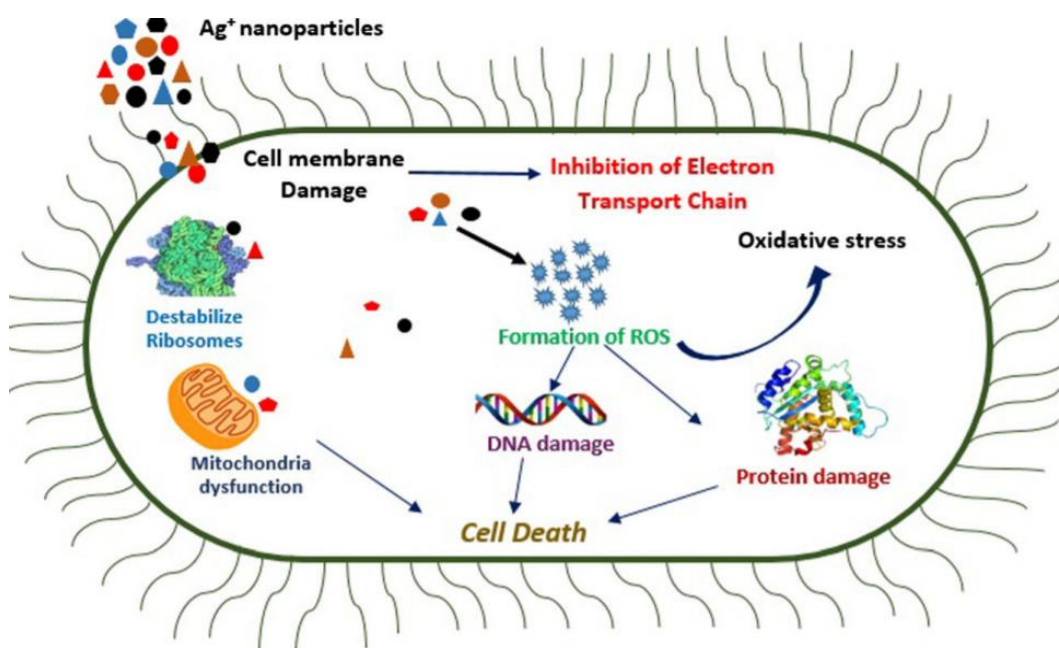 Ag⁺ nanoparticles
Cell membrane
Damage
Inhibition of Electron
Transport Chain
Oxidative stress
Destabilize
Ribosomes
Formation of ROS
Mitochondria
dysfunction
DNA damage
Protein damage
Cell Death